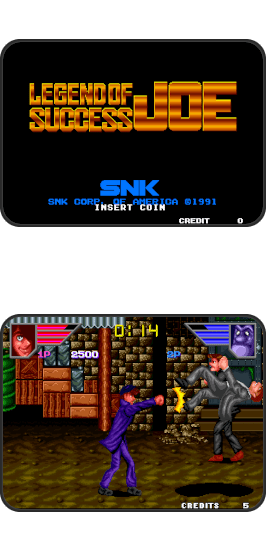 LEGEND OF
SUCCESS JOE
SNK
SNK CORP. OF AMERICA ©1991
INSERT COIN
CREDIT 0
0:14
1P 2500 2P
CREDITS 5